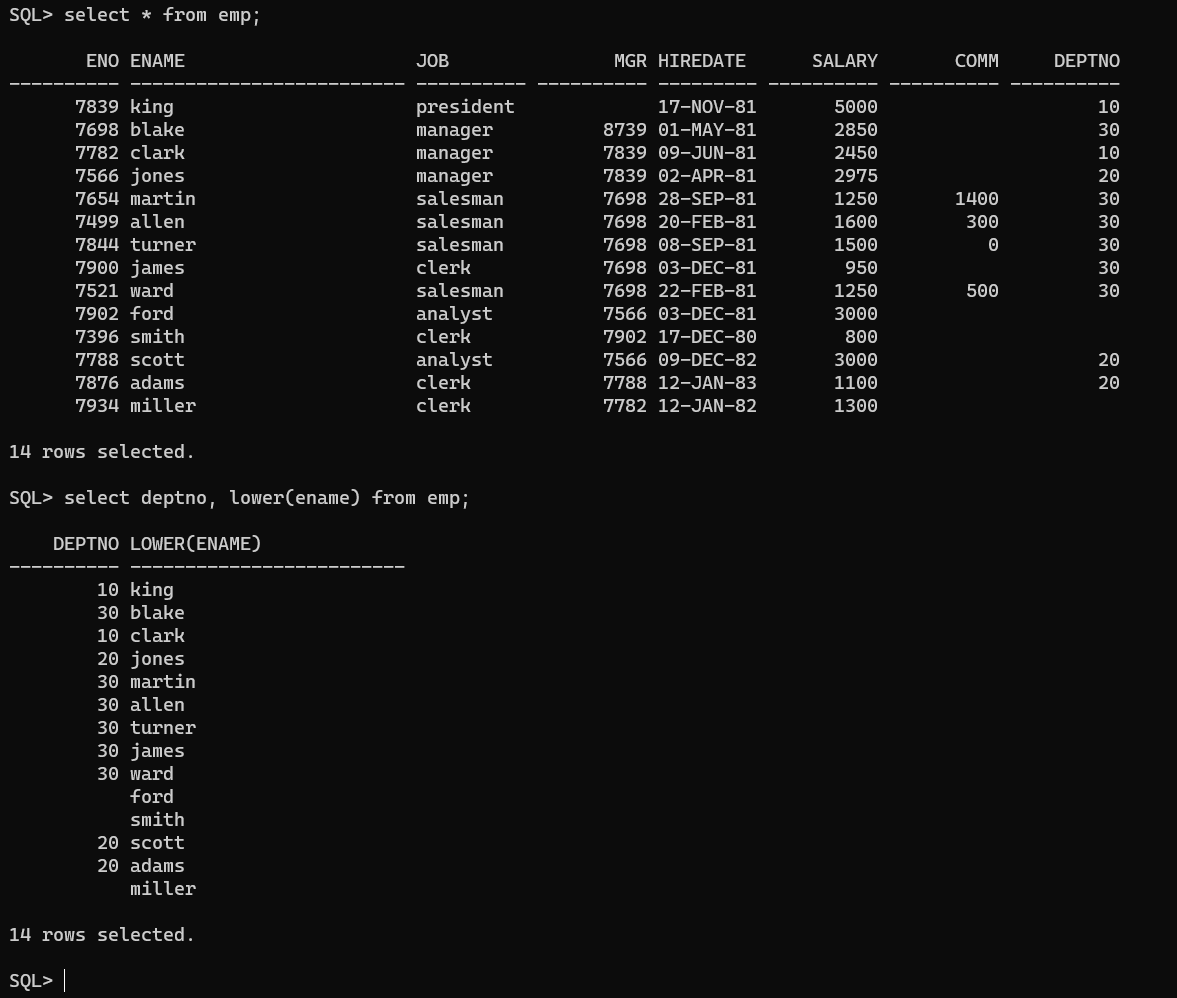 SQL> select * from emp;
       ENO ENAME                     JOB               MGR HIREDATE      SALARY       COMM     DEPTNO
---------- ------------------------- ---------- ---------- --------- ---------- ---------- ----------
      7839 king                      president             17-NOV-81       5000                    10
      7698 blake                     manager          8739 01-MAY-81       2850                    30
      7782 clark                     manager          7839 09-JUN-81       2450                    10
      7566 jones                     manager          7839 02-APR-81       2975                    20
      7654 martin                    salesman         7698 28-SEP-81       1250       1400         30
      7499 allen                     salesman         7698 20-FEB-81       1600        300         30
      7844 turner                    salesman         7698 08-SEP-81       1500          0         30
      7900 james                     clerk            7698 03-DEC-81        950                    30
      7521 ward                      salesman         7698 22-FEB-81       1250        500         30
      7902 ford                      analyst          7566 03-DEC-81       3000
      7396 smith                     clerk            7902 17-DEC-80        800
      7788 scott                     analyst          7566 09-DEC-82       3000                    20
      7876 adams                     clerk            7788 12-JAN-83       1100                    20
      7934 miller                    clerk            7782 12-JAN-82       1300
14 rows selected.
SQL> select deptno, lower(ename) from emp;
    DEPTNO LOWER(ENAME)
---------- -------------------------
        10 king
        30 blake
        10 clark
        20 jones
        30 martin
        30 allen
        30 turner
        30 james
        30 ward
           ford
           smith
        20 scott
        20 adams
           miller
14 rows selected.
SQL>